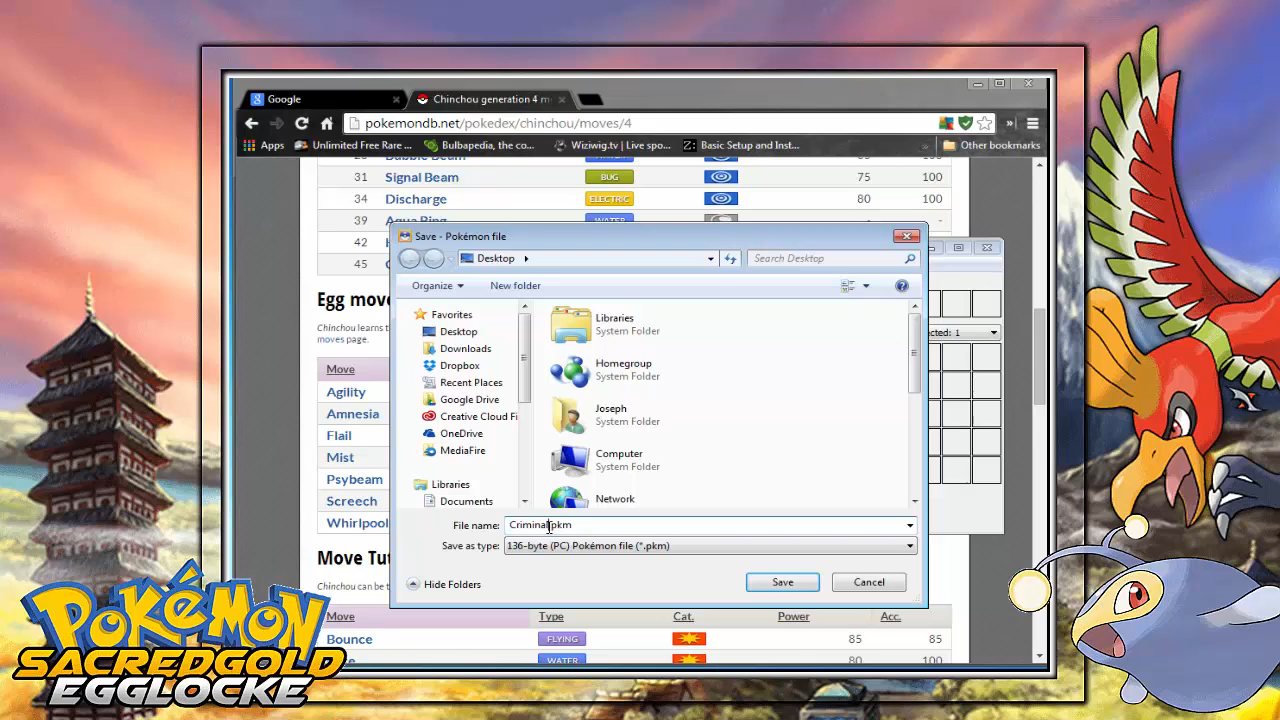 Google
Chinchou generation 4 m
pokemondb.net/pokedex/chinchou/moves/4
Apps Unlimited Free Rare ... Bulbapedia, the co... Wiziwig.tv | Live spo... Z: Basic Setup and Inst... » Other bookmarks
31 Signal Beam BUG 75 100
34 Discharge ELECTRIC 80 100
39 Aqua Ring WATER - -
42
45
Save - Pokémon file
Desktop
Search Desktop
Organize New folder
Favorites
Desktop
Downloads
Dropbox
Recent Places
Google Drive
Creative Cloud Fi
OneDrive
MediaFire
Libraries
Documents
Libraries
System Folder
Homegroup
System Folder
Joseph
System Folder
Computer
System Folder
Network
ected: 1
File name: Criminal.pkm
Save as type: 136-byte (PC) Pokémon file (*.pkm)
Hide Folders
Save Cancel
Egg move
Chinchou learns t
moves page.
Move
Agility
Amnesia
Flail
Mist
Psybeam
Screech
Whirlpool
Move Tut
Chinchou can be t
Move Type Cat. Power Acc.
Bounce FLYING 85 85
WATER 80 100
POKéMON
SACREDGOLD
EGGLOCKE